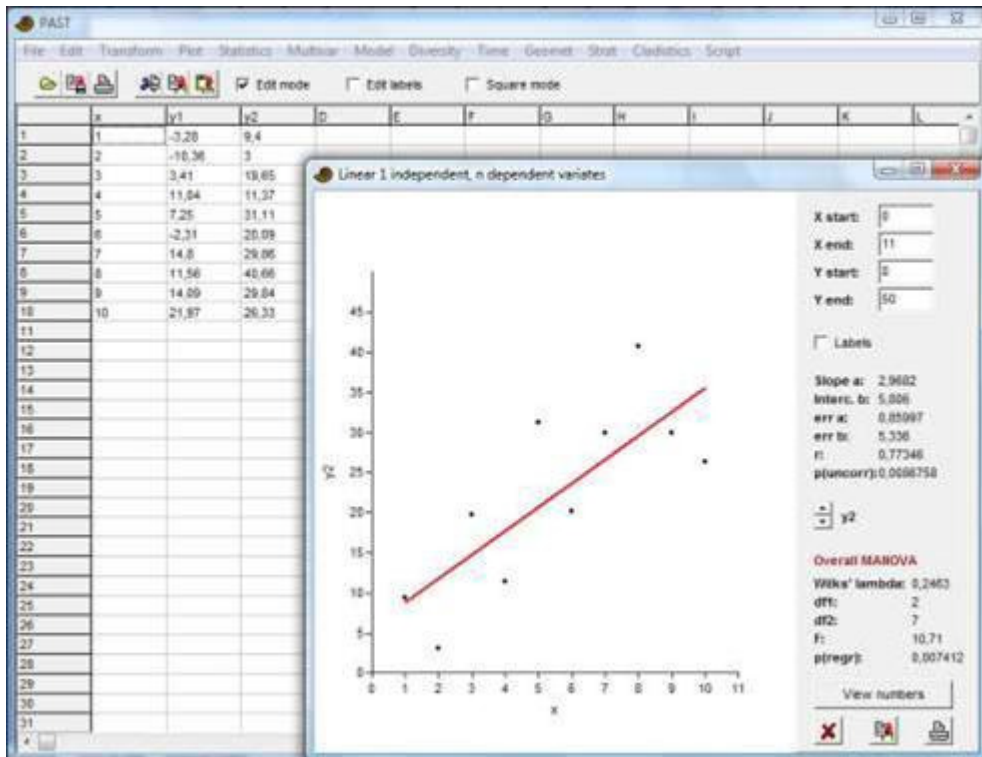 PAST
File Edit Transform Plot Statistics Multivar Model Diversity Time Geomet Strat Cladistics Script
Edit mode Edit labels Square mode
x y1 y2 D E F G H I J K L
1 1 -3,28 9,4
2 2 -10,36 3
3 3 3,41 19,65
4 4 11,04 11,37
5 5 7,25 31,11
6 6 -2,31 20,09
7 7 14,8 29,86
8 8 11,56 40,66
9 9 14,09 29,84
10 10 21,97 26,33
11
12
13
14
15
16
17
18
19
20
21
22
23
24
25
26
27
28
29
30
31
Linear 1 independent, n dependent variates
X start: 0
X end: 11
Y start: 0
Y end: 50
Labels
Slope a: 2,9682
Interc. b: 5,806
err a: 0,85997
err b: 5,336
r: 0,77346
p(uncorr): 0,0086758
y2
Overall MANOVA
Wilks' lambda: 0,2463
df1: 2
df2: 7
F: 10,71
p(regr): 0,007412
View numbers
45
40
35
30
25
20
15
10
5
0
y2
0 1 2 3 4 5 6 7 8 9 10 11
x